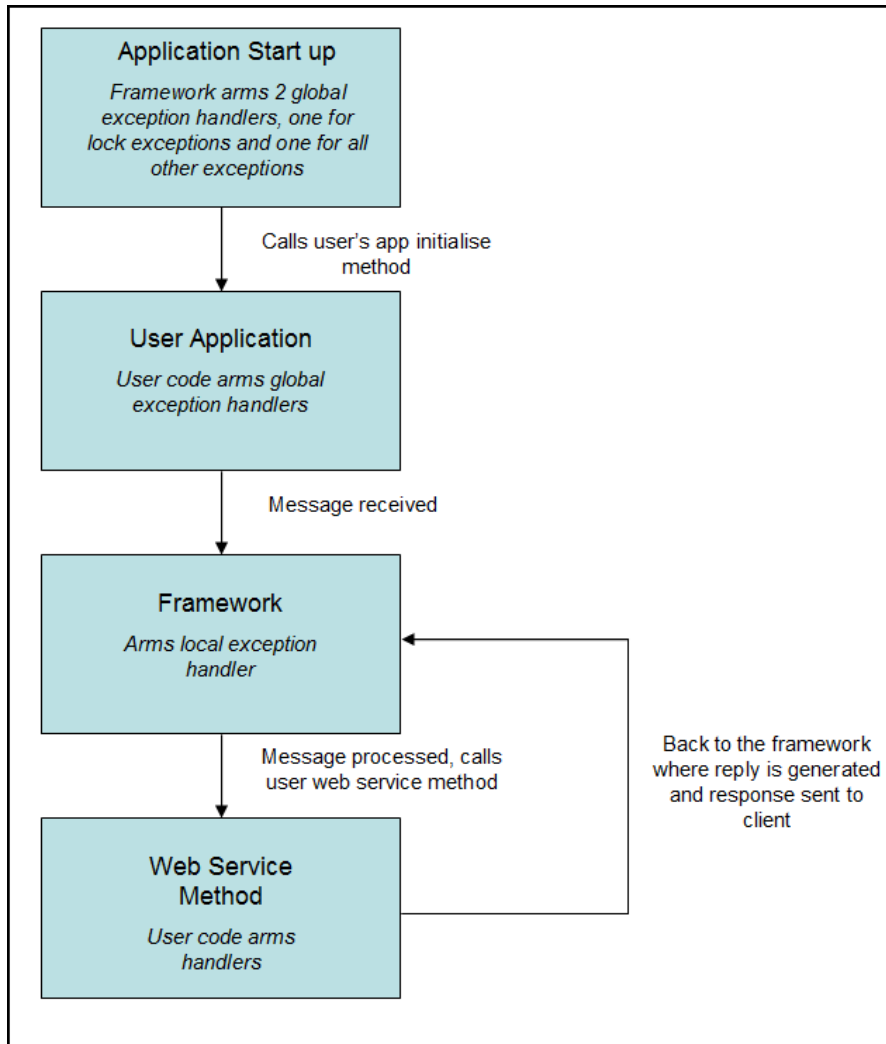 Application Start up
Framework arms 2 global
exception handlers, one for
lock exceptions and one for all
other exceptions
Calls user's app initialise
method
User Application
User code arms global
exception handlers
Message received
Framework
Arms local exception
handler
Message processed, calls
user web service method
Back to the framework
where reply is generated
and response sent to
client
Web Service
Method
User code arms
handlers